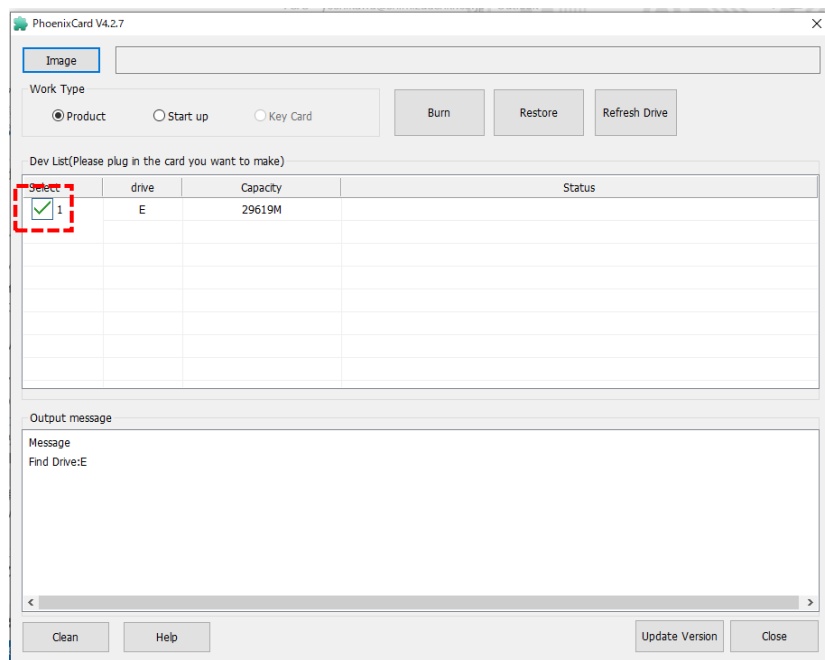 PhoenixCard V4.2.7
Image
Work Type
Product Start up Key Card
Burn Restore Refresh Drive
Dev List(Please plug in the card you want to make)
Select drive Capacity Status
1 E 29619M
Output message
Message
Find Drive:E
Clean Help Update Version Close